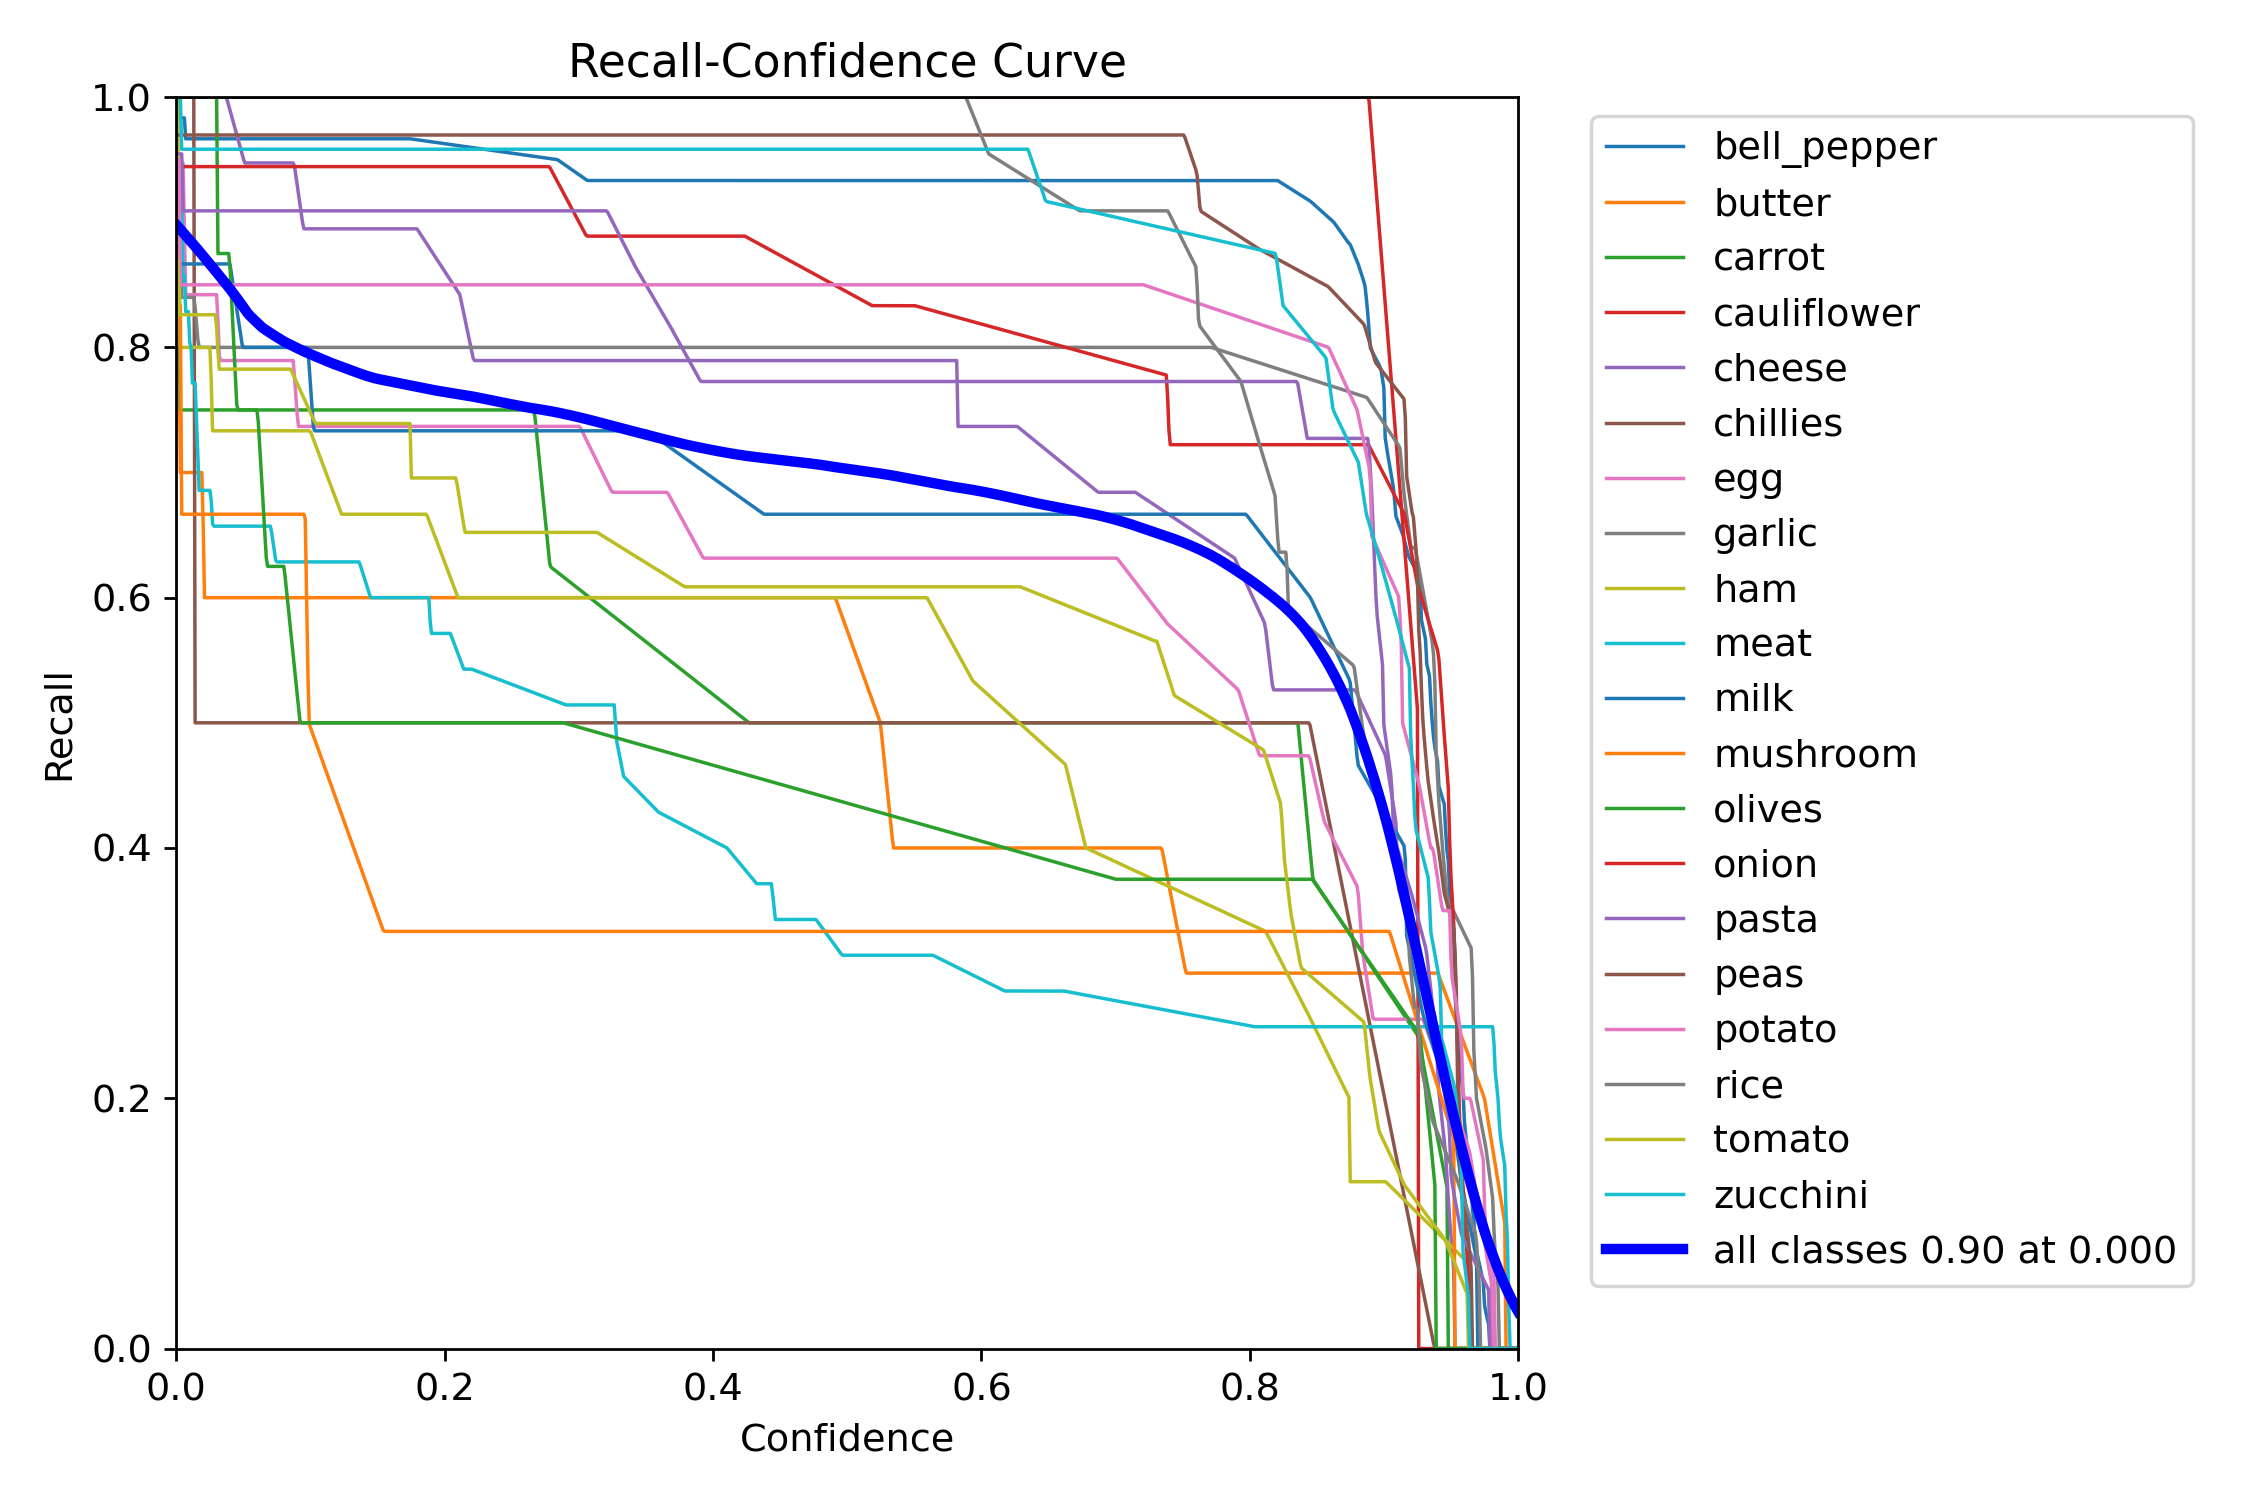 Recall-Confidence Curve
1.0
0.8
0.6
0.4
0.2
0.0
Recall
0.0 0.2 0.4 0.6 0.8 1.0
Confidence
bell_pepper
butter
carrot
cauliflower
cheese
chillies
egg
garlic
ham
meat
milk
mushroom
olives
onion
pasta
peas
potato
rice
tomato
zucchini
all classes 0.90 at 0.000